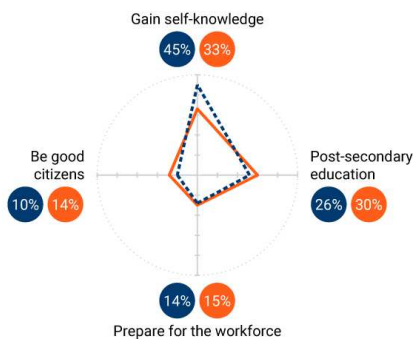 Gain self-knowledge
45% 33%
Be good
citizens
10% 14%
Post-secondary
education
26% 30%
14% 15%
Prepare for the workforce